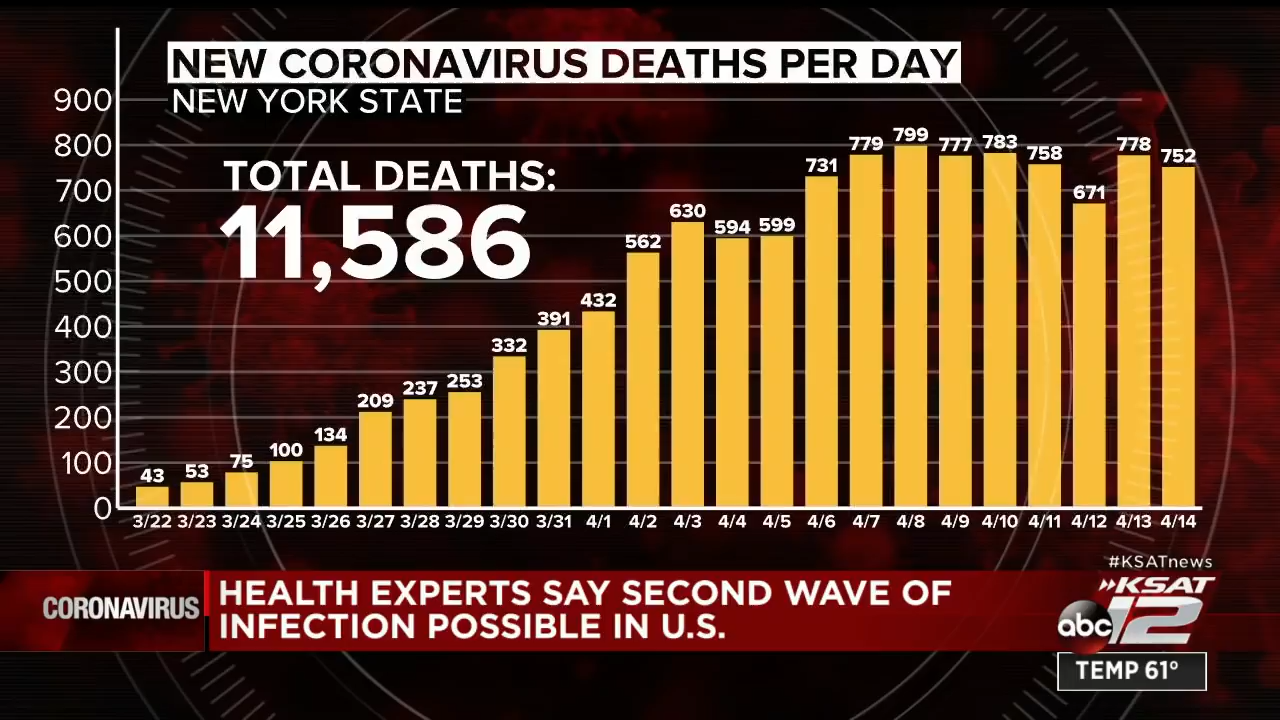 NEW CORONAVIRUS DEATHS PER DAY
NEW YORK STATE
TOTAL DEATHS:
11,586
900
800
700
600
500
400
300
200
100
0
43 53 75 100 134 209 237 253 332 391 432 562 630 594 599 731 779 799 777 783 758 671 778 752
3/22 3/23 3/24 3/25 3/26 3/27 3/28 3/29 3/30 3/31 4/1 4/2 4/3 4/4 4/5 4/6 4/7 4/8 4/9 4/10 4/11 4/12 4/13 4/14
#KSATnews
CORONAVIRUS
HEALTH EXPERTS SAY SECOND WAVE OF
INFECTION POSSIBLE IN U.S.
KSAT
abc 12
TEMP 61°